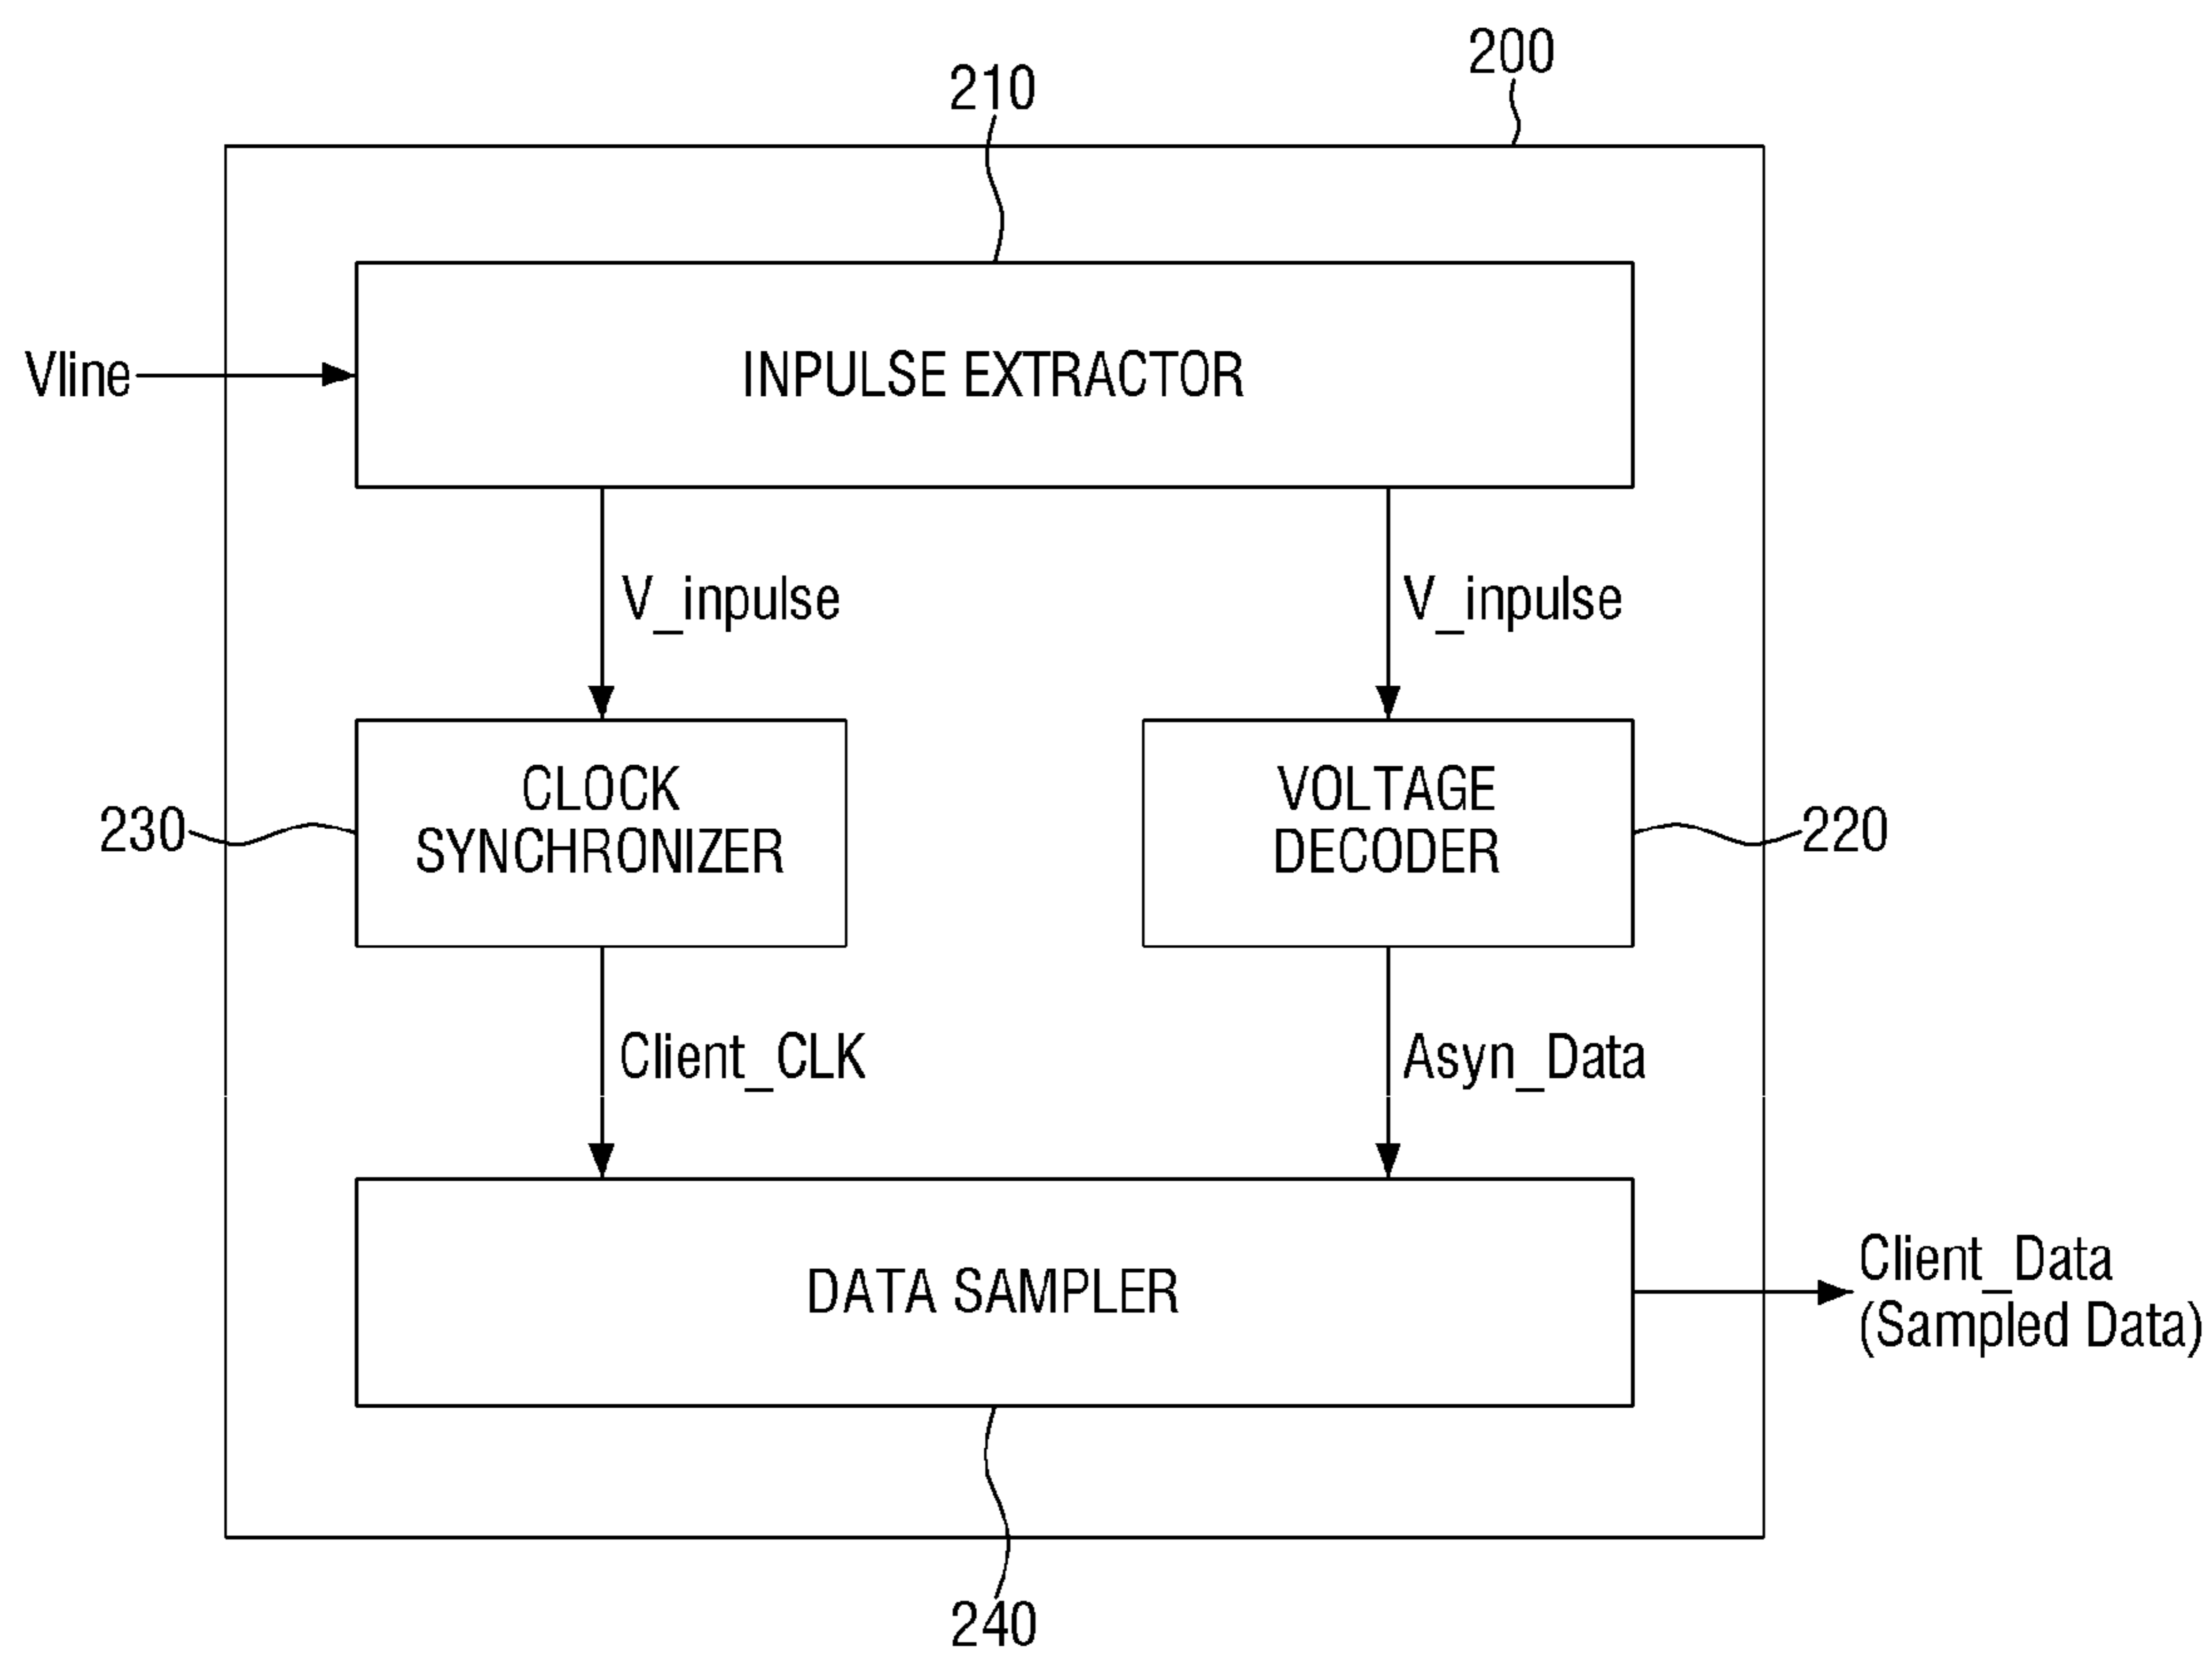 200
210
Vline
INPULSE EXTRACTOR
V_inpulse
V_inpulse
CLOCK
SYNCHRONIZER
VOLTAGE
DECODER
230
220
Client_CLK
Asyn_Data
DATA SAMPLER
Client_Data
(Sampled Data)
240